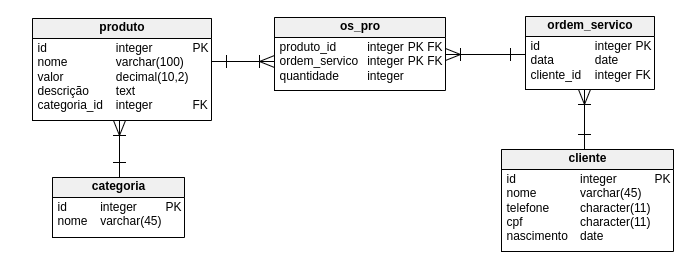 produto
id integer PK
nome varchar(100)
valor decimal(10,2)
descrição text
categoria_id integer FK
os_pro
produto_id integer PK FK
ordem_servico integer PK FK
quantidade integer
ordem_servico
id integer PK
data date
cliente_id integer FK
categoria
id integer PK
nome varchar(45)
cliente
id integer PK
nome varchar(45)
telefone character(11)
cpf character(11)
nascimento date